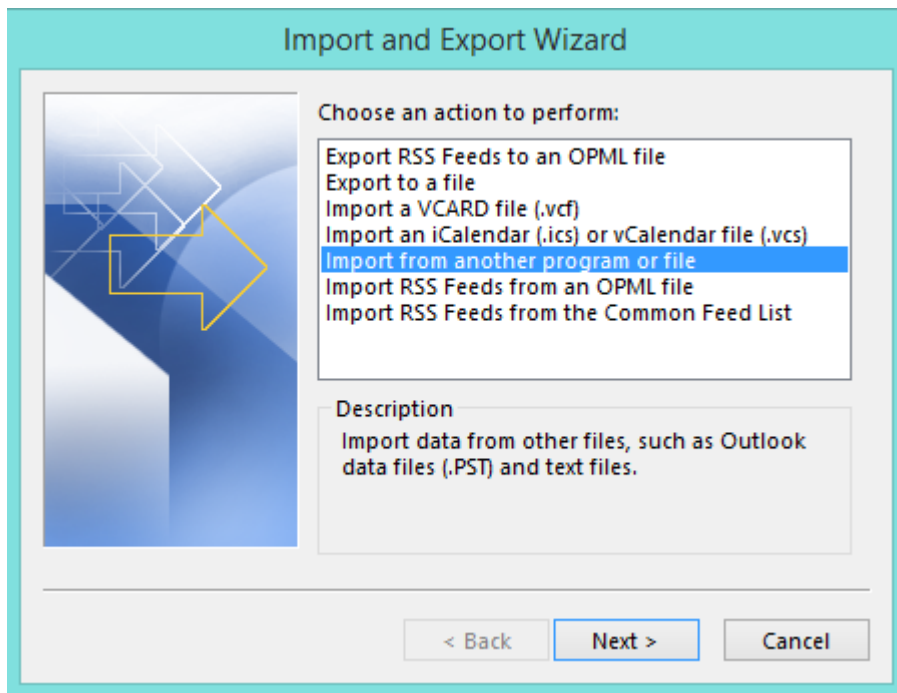 Import and Export Wizard
Choose an action to perform:
Export RSS Feeds to an OPML file
Export to a file
Import a VCARD file (.vcf)
Import an iCalendar (.ics) or vCalendar file (.vcs)
Import from another program or file
Import RSS Feeds from an OPML file
Import RSS Feeds from the Common Feed List
Description
Import data from other files, such as Outlook
data files (.PST) and text files.
< Back
Next >
Cancel